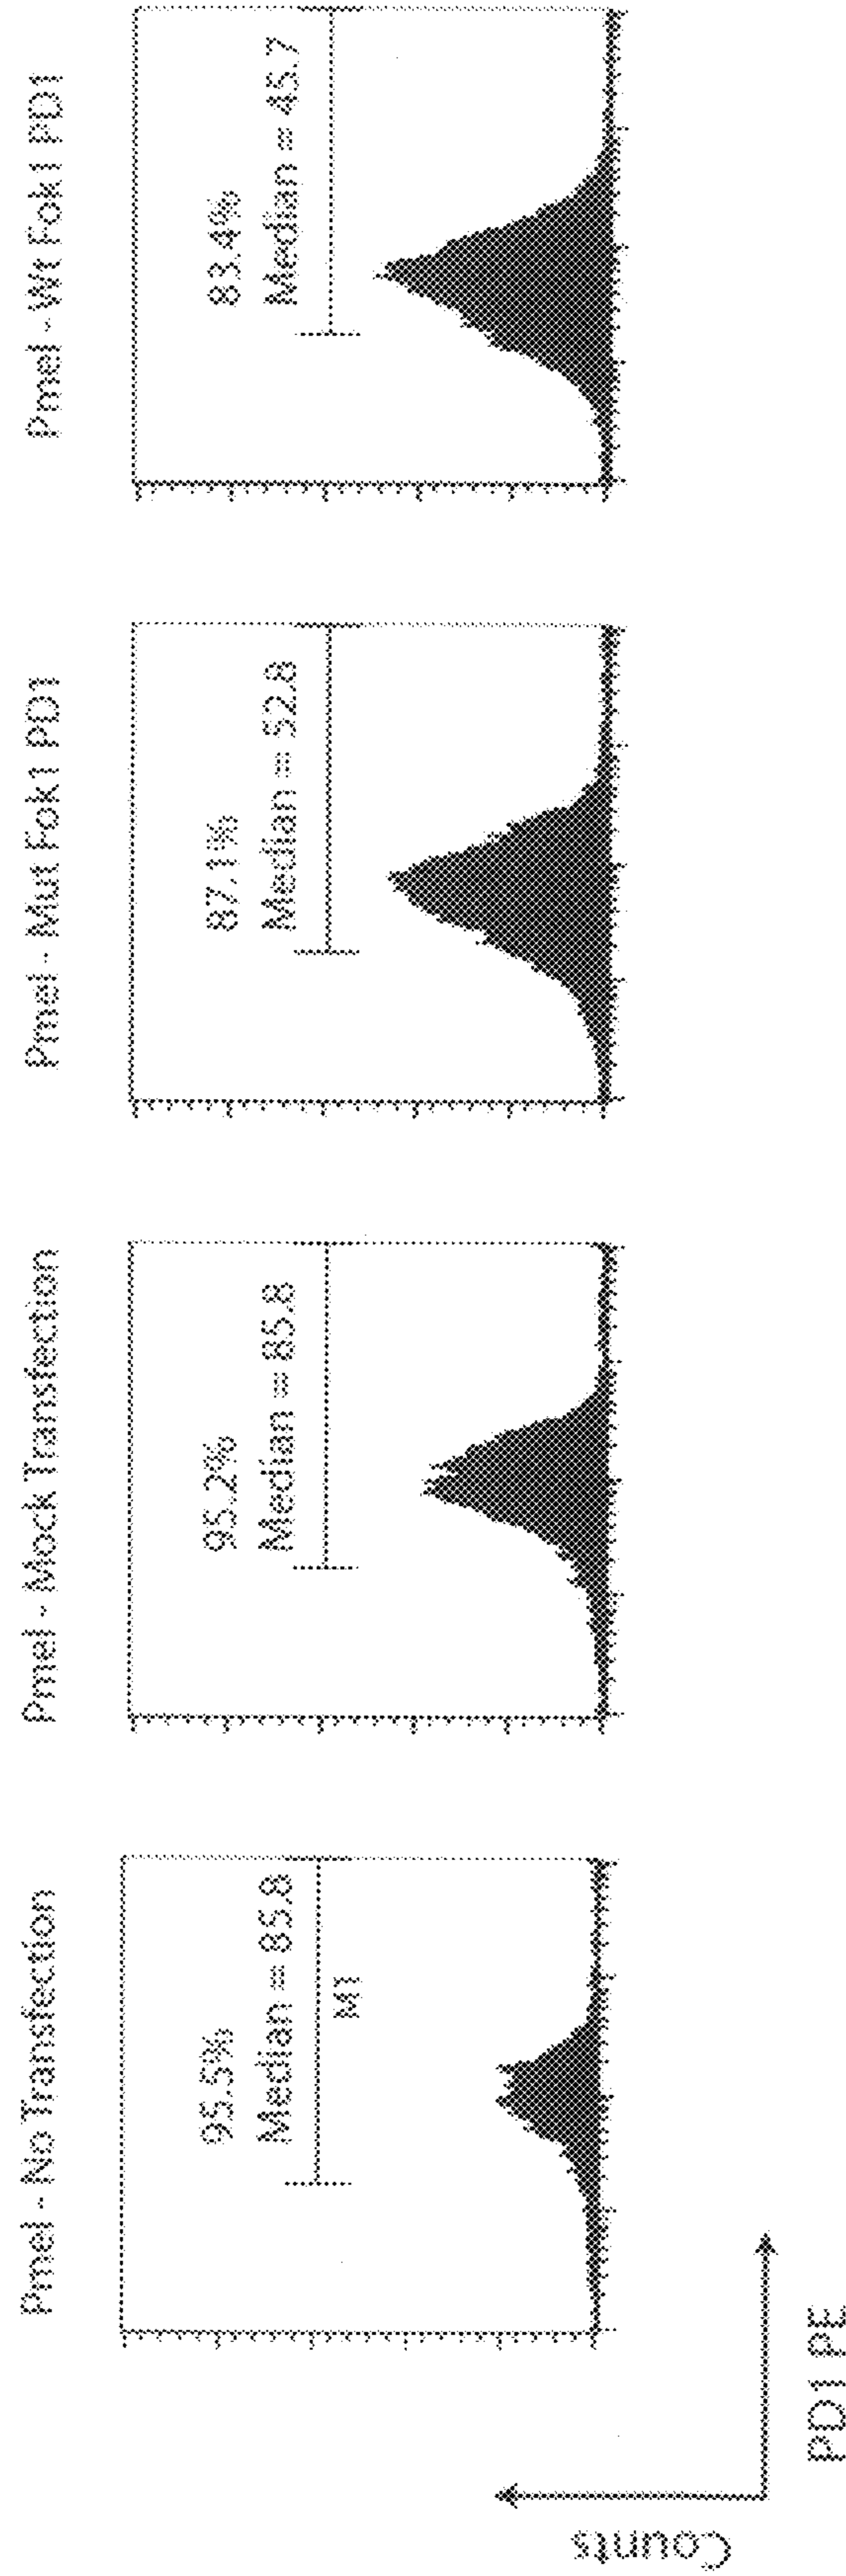 Pmel - No Transfection
95.5%
Median = 85.8
M1
Pmel - Mock Transfection
95.2%
Median = 85.8
Pmel - Mut Fok1 PD1
87.1%
Median = 52.8
Pmel - Wt Fok1 PD1
83.4%
Median = 45.7
Counts
PD1 PE